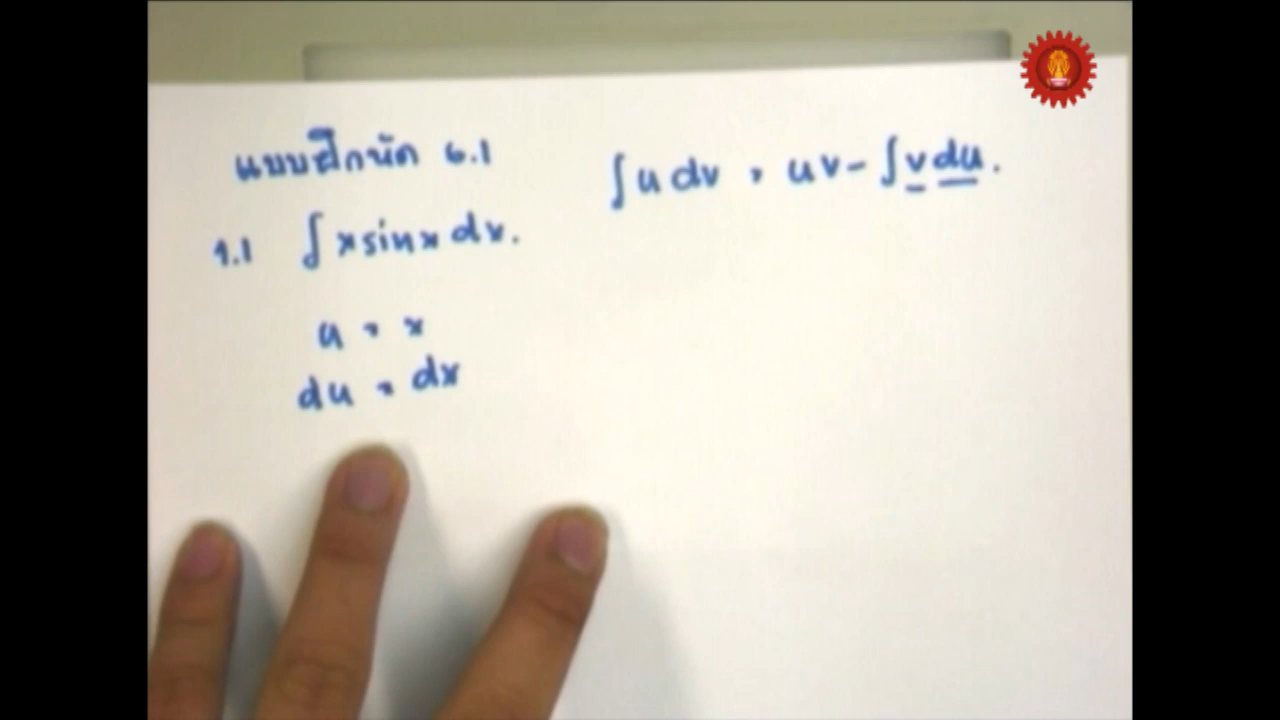 แบบฝึกหัด 6.1
∫u dv = uv - ∫v du.
1.1 ∫x sin x dx.
u = x
du = dx